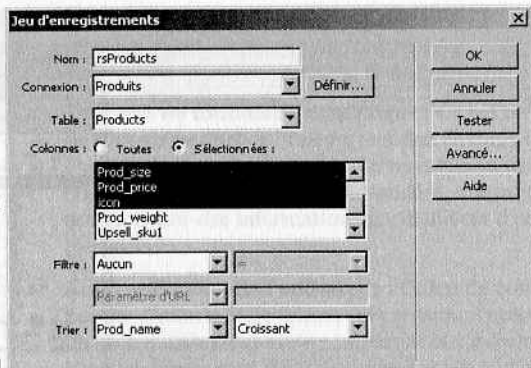 Jeu d'enregistrements
Nom : rsProducts
OK
Connexion : Produits Définir...
Annuler
Table : Products
Tester
Colonnes : Toutes Sélectionnées :
Avancé...
Prod_size
Prod_price
Aide
icon
Prod_weight
Upsell_sku1
Filtre : Aucun =
Paramètre d'URL
Trier : Prod_name Croissant